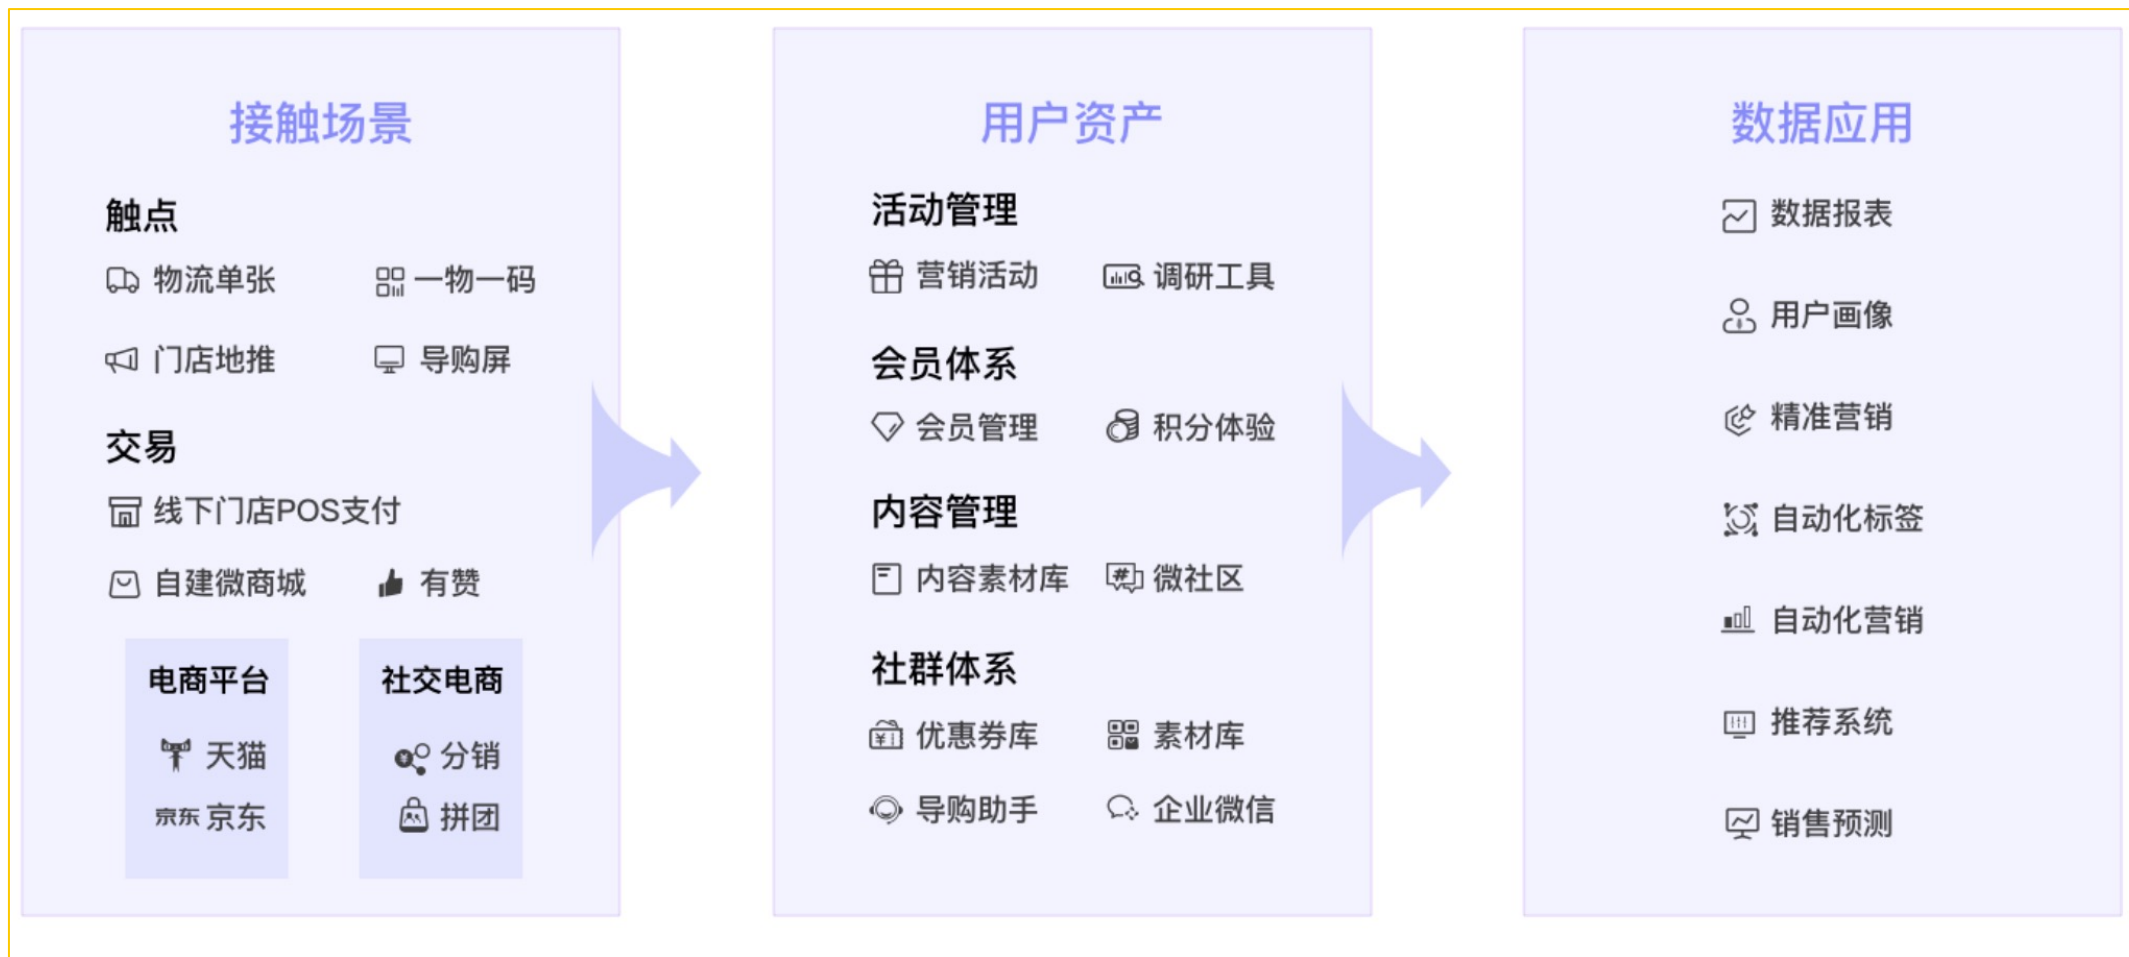 接触场景
触点
物流单张 一物一码
门店地推 导购屏
交易
线下门店POS支付
自建微商城 有赞
电商平台 社交电商
天猫 分销
京东 京东 拼团
用户资产
活动管理
营销活动 调研工具
会员体系
会员管理 积分体验
内容管理
内容素材库 微社区
社群体系
优惠券库 素材库
导购助手 企业微信
数据应用
数据报表
用户画像
精准营销
自动化标签
自动化营销
推荐系统
销售预测